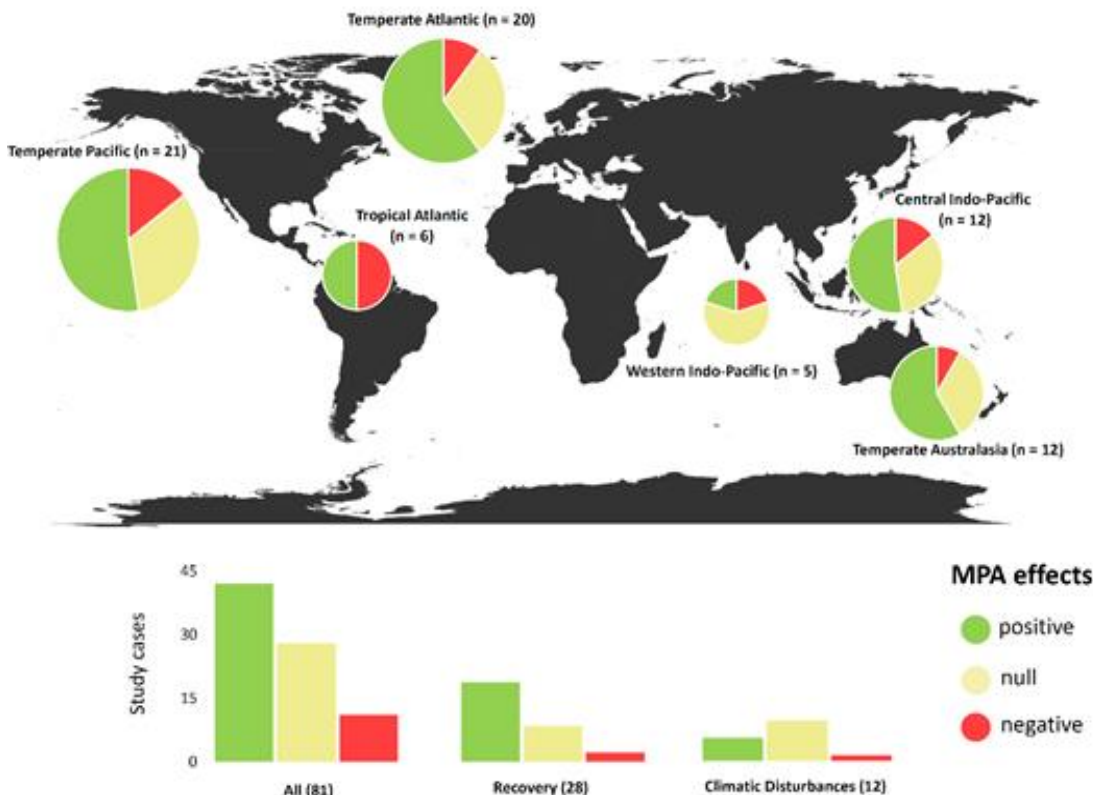 Temperate Atlantic (n = 20)
Temperate Pacific (n = 21)
Tropical Atlantic
(n = 6)
Central Indo-Pacific
(n = 12)
Western Indo-Pacific (n = 5)
Temperate Australasia (n = 12)
45
30
15
0
Study cases
All (81)
Recovery (28)
Climatic Disturbances (12)
MPA effects
positive
null
negative